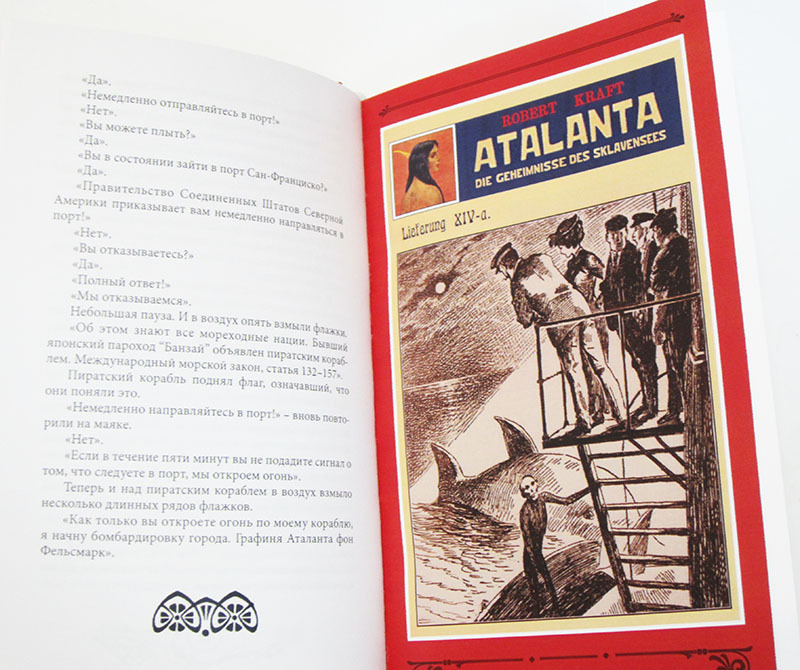 «Да».
«Немедленно отправляйтесь в порт!»
«Нет».
«Вы можете плыть?»
«Да».
«Вы в состоянии зайти в порт Сан-Франциско?»
«Да».
«Правительство Соединенных Штатов Северной
Америки приказывает вам немедленно направляться в
порт!»
«Нет».
«Вы отказываетесь?»
«Да».
«Полный ответ!»
«Мы отказываемся».
Небольшая пауза. И в воздух опять взмыли флажки.
«Об этом знают все мореходные нации. Бывший
японский пароход “Банзай” объявлен пиратским кораб-
лем. Международный морской закон, статья 132–157».
Пиратский корабль поднял флаг, означавший, что
они поняли это.
«Немедленно направляйтесь в порт!» – вновь повто-
рили на маяке.
«Нет».
«Если в течение пяти минут вы не подадите сигнал о
том, что следуете в порт, мы откроем огонь».
Теперь и над пиратским кораблем в воздух взмыло
несколько длинных рядов флажков.
«Как только вы откроете огонь по моему кораблю,
я начну бомбардировку города. Графиня Аталанта фон
Фельсмарк».
ROBERT KRAFT
ATALANTA
DIE GEHEIMNISSE DES SKLAVENSEES
Lieferung XIV-a.